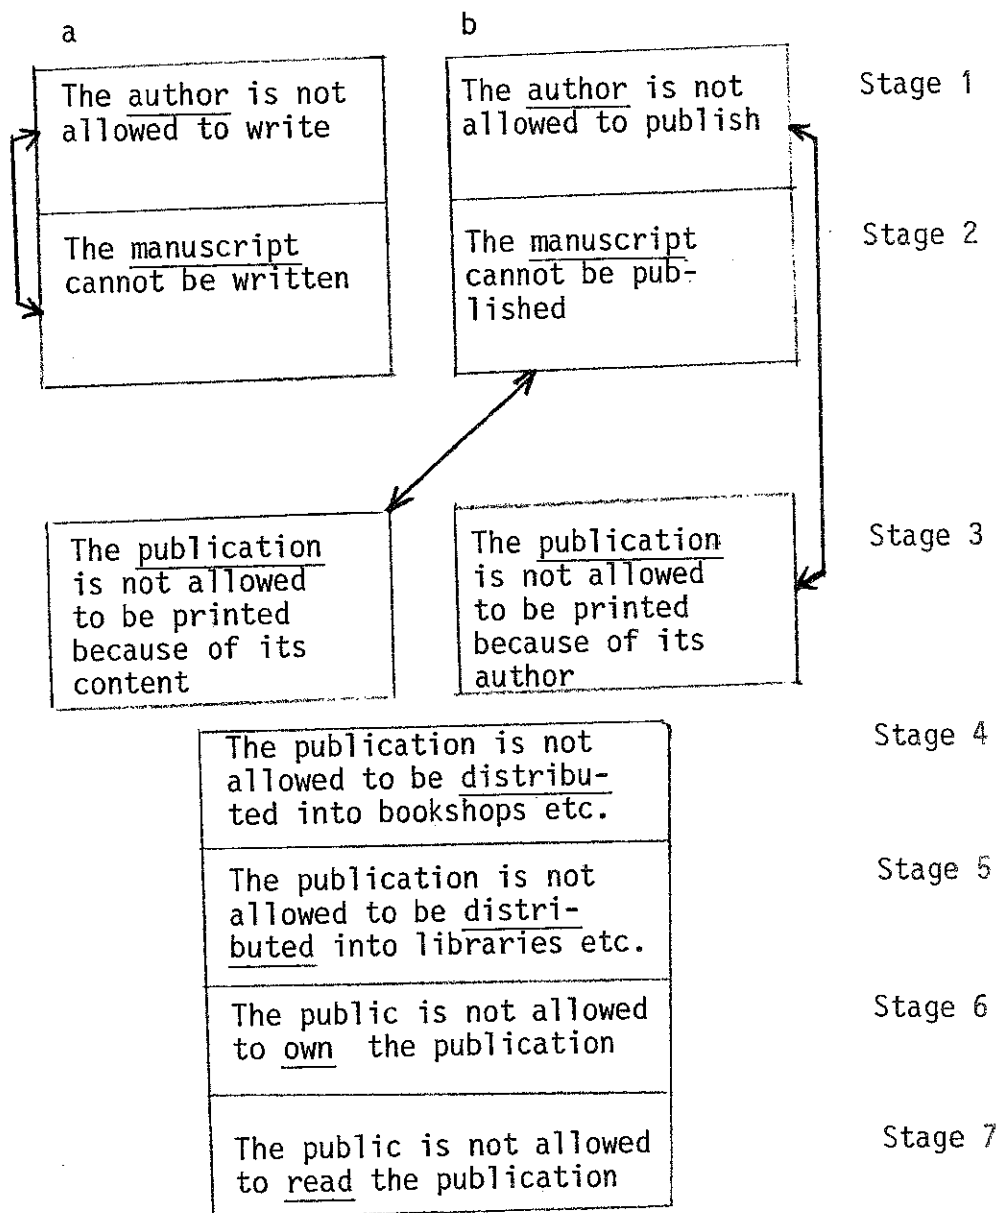 a
b
The author is not
allowed to write
The author is not
allowed to publish
Stage 1
The manuscript
cannot be written
The manuscript
cannot be pub-
lished
Stage 2
The publication
is not allowed
to be printed
because of its
content
The publication
is not allowed
to be printed
because of its
author
Stage 3
The publication is not
allowed to be distribu-
ted into bookshops etc.
Stage 4
The publication is not
allowed to be distri-
buted into libraries etc.
Stage 5
The public is not allowed
to own the publication
Stage 6
The public is not allowed
to read the publication
Stage 7